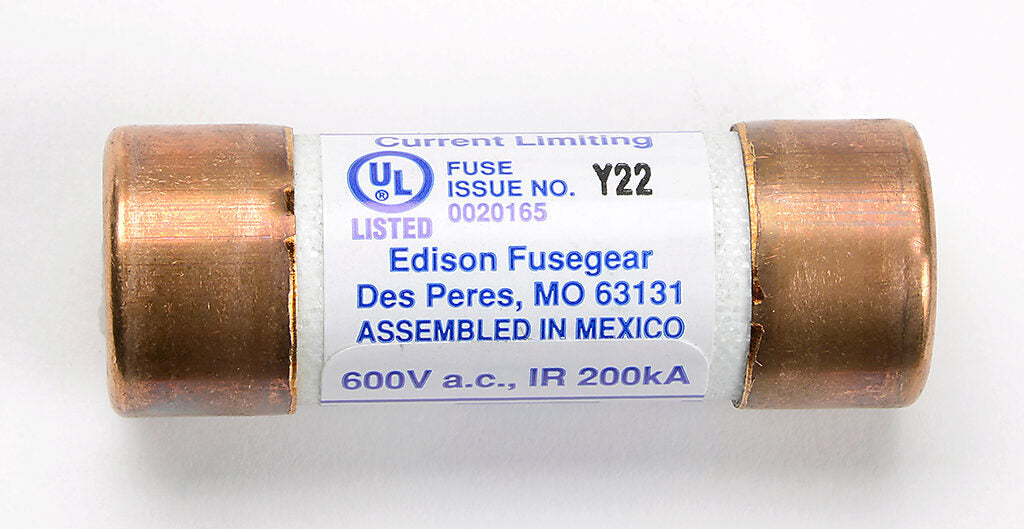 Current Limiting
UL ®
LISTED
FUSE
ISSUE NO. Y22
0020165
Edison Fusegear
Des Peres, MO 63131
ASSEMBLED IN MEXICO
600V a.c., IR 200kA